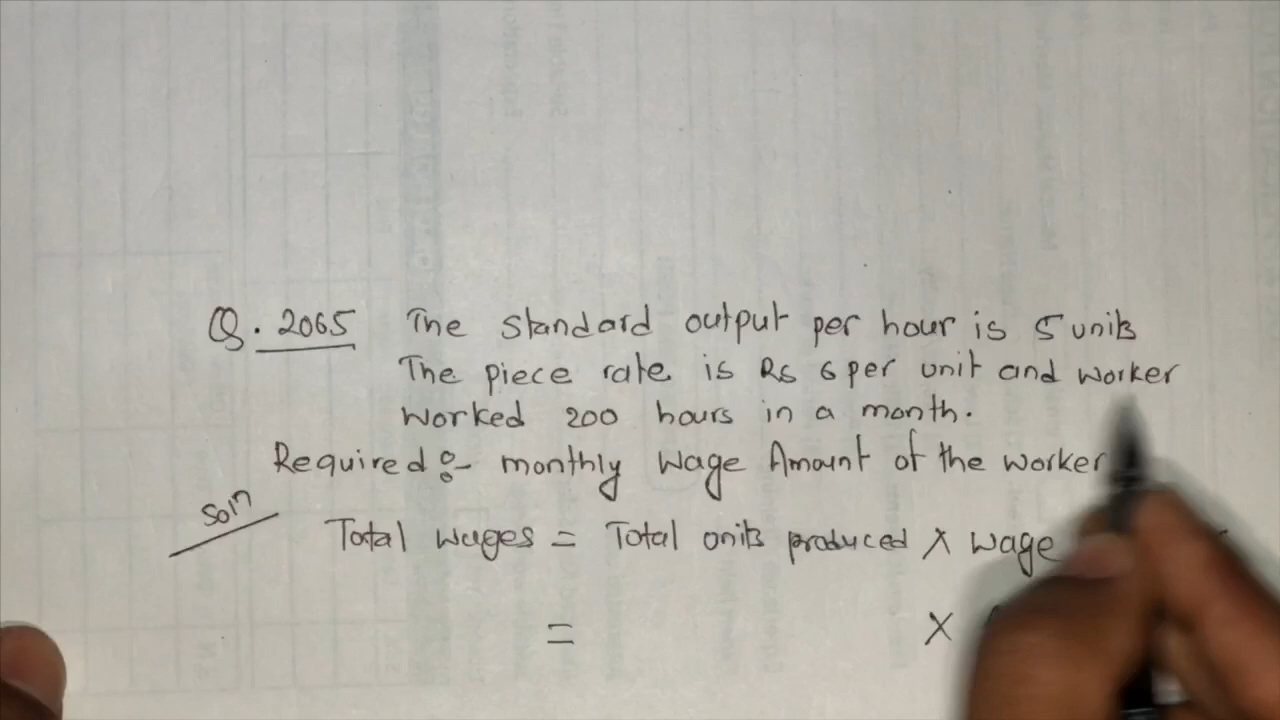 Q. 2065 The standard output per hour is 5 units
The piece rate is Rs 6 per unit and worker
worked 200 hours in a month.
Required :- monthly wage Amount of the worker
Soln
Total wages = Total units produced X wage
= X